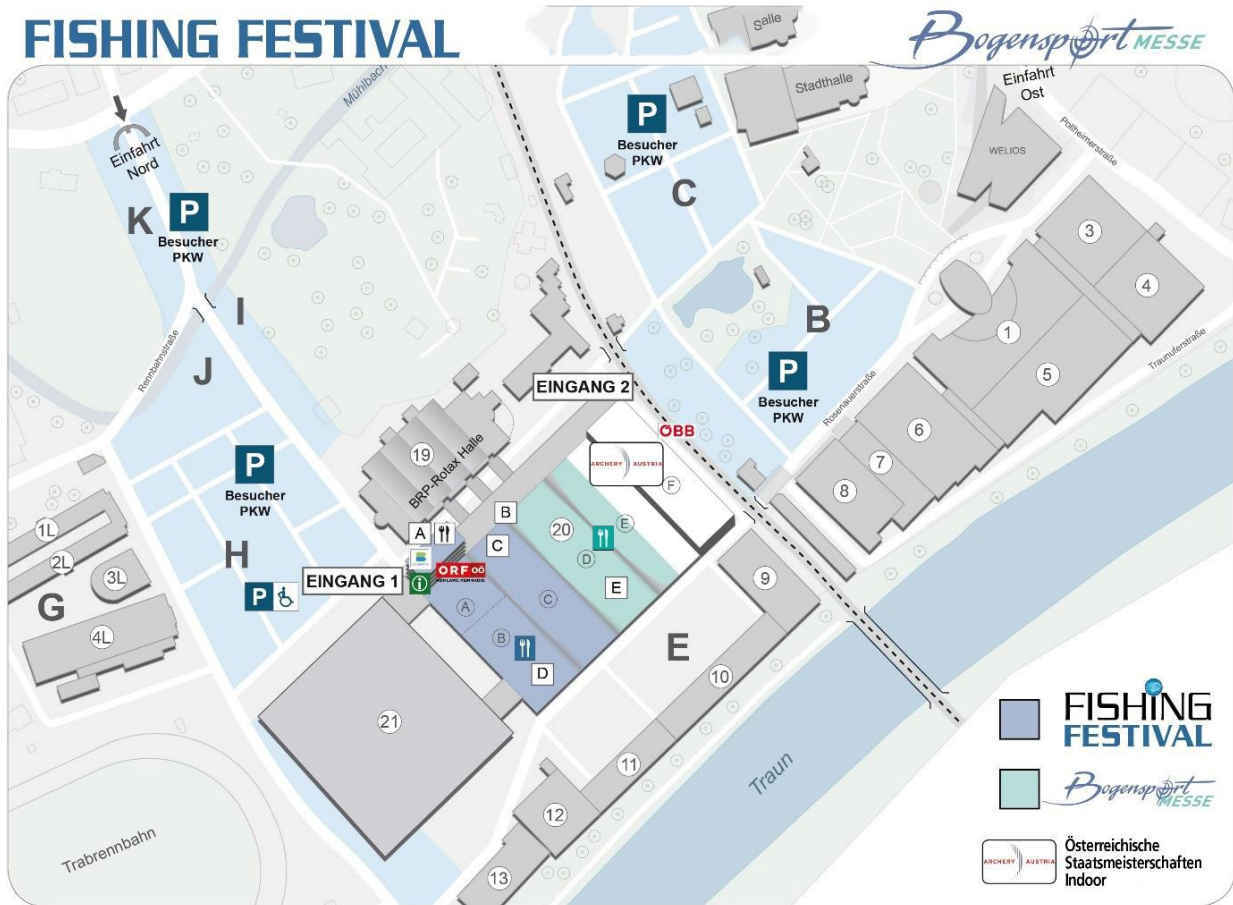 FISHING FESTIVAL
Bogensport MESSE
Salle
Stadthalle
Einfahrt
Ost
Pollheimerstraße
WELIOS
Mühlbach
Einfahrt
Nord
P
Besucher
PKW
C
K
P
Besucher
PKW
I
J
Rennbahnstraße
B
P
Besucher
PKW
3
4
1
5
Traunuferstraße
Rosenauerstraße
6
7
8
EINGANG 2
ÖBB
ARCHERY AUSTRIA
F
19
BRP-Rotax Halle
P
Besucher
PKW
H
P
1L
2L
3L
G
4L
A
B
C
20
E
D
E
EINGANG 1
i
ORF OÖ
A
C
B
D
E
9
10
11
12
13
21
Traun
Trabrennbahn
FISHING
FESTIVAL
Bogensport
MESSE
ARCHERY AUSTRIA
Österreichische
Staatsmeisterschaften
Indoor